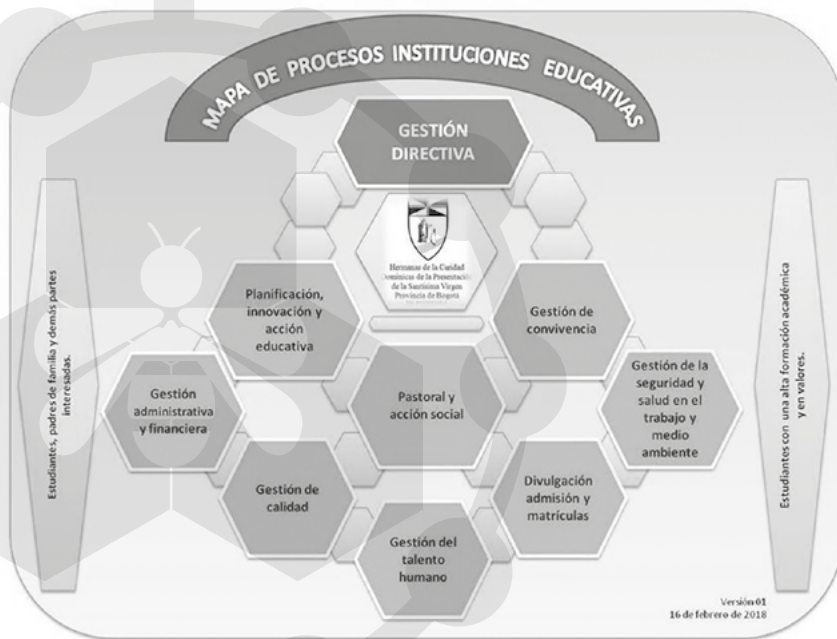 MAPA DE PROCESOS INSTITUCIONES EDUCATIVAS
GESTIÓN
DIRECTIVA
Hermanas de la Caridad
Dominicas de la Presentación
de la Santísima Virgen
Provincia de Bogotá
Planificación,
innovación y
acción
educativa
Gestión de
convivencia
Gestión
administrativa
y financiera
Pastoral y
acción social
Gestión de la
seguridad y
salud en el
trabajo y
medio
ambiente
Gestión de
calidad
Divulgación
admisión y
matrículas
Gestión del
talento
humano
Estudiantes, padres de familia y demás partes
interesadas.
Estudiantes con una alta formación académica
y en valores.
Versión 01
16 de febrero de 2018